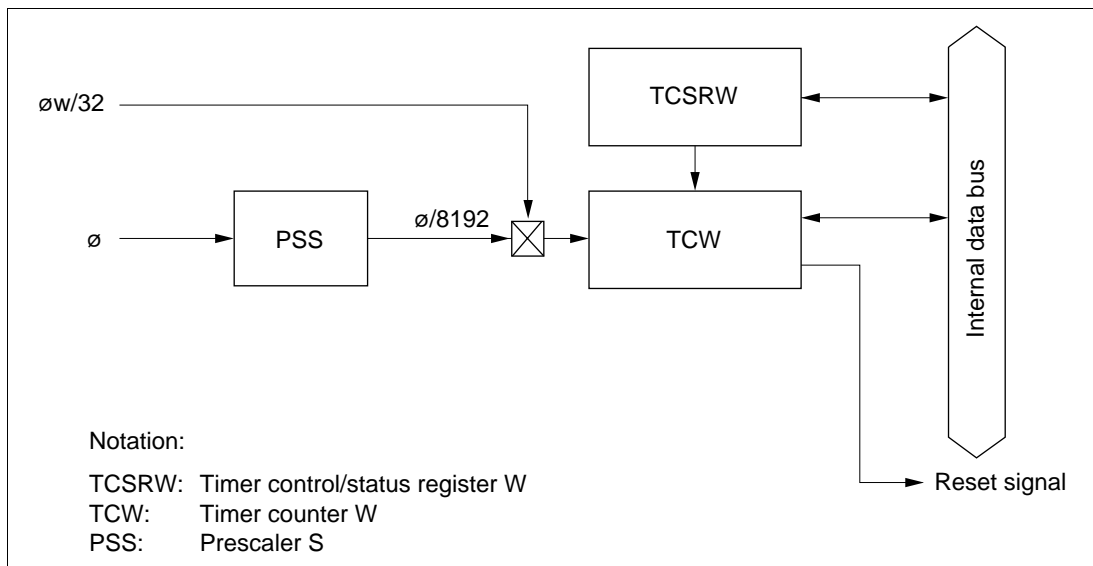 øw/32
TCSRW
ø
PSS
ø/8192
TCW
Internal data bus
Reset signal
Notation:
TCSRW: Timer control/status register W
TCW: Timer counter W
PSS: Prescaler S